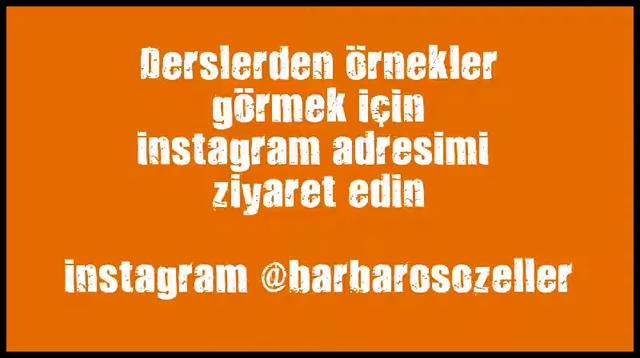 Derslerden örnekler
görmek için
instagram adresimi
ziyaret edin
instagram @barbarosozeller